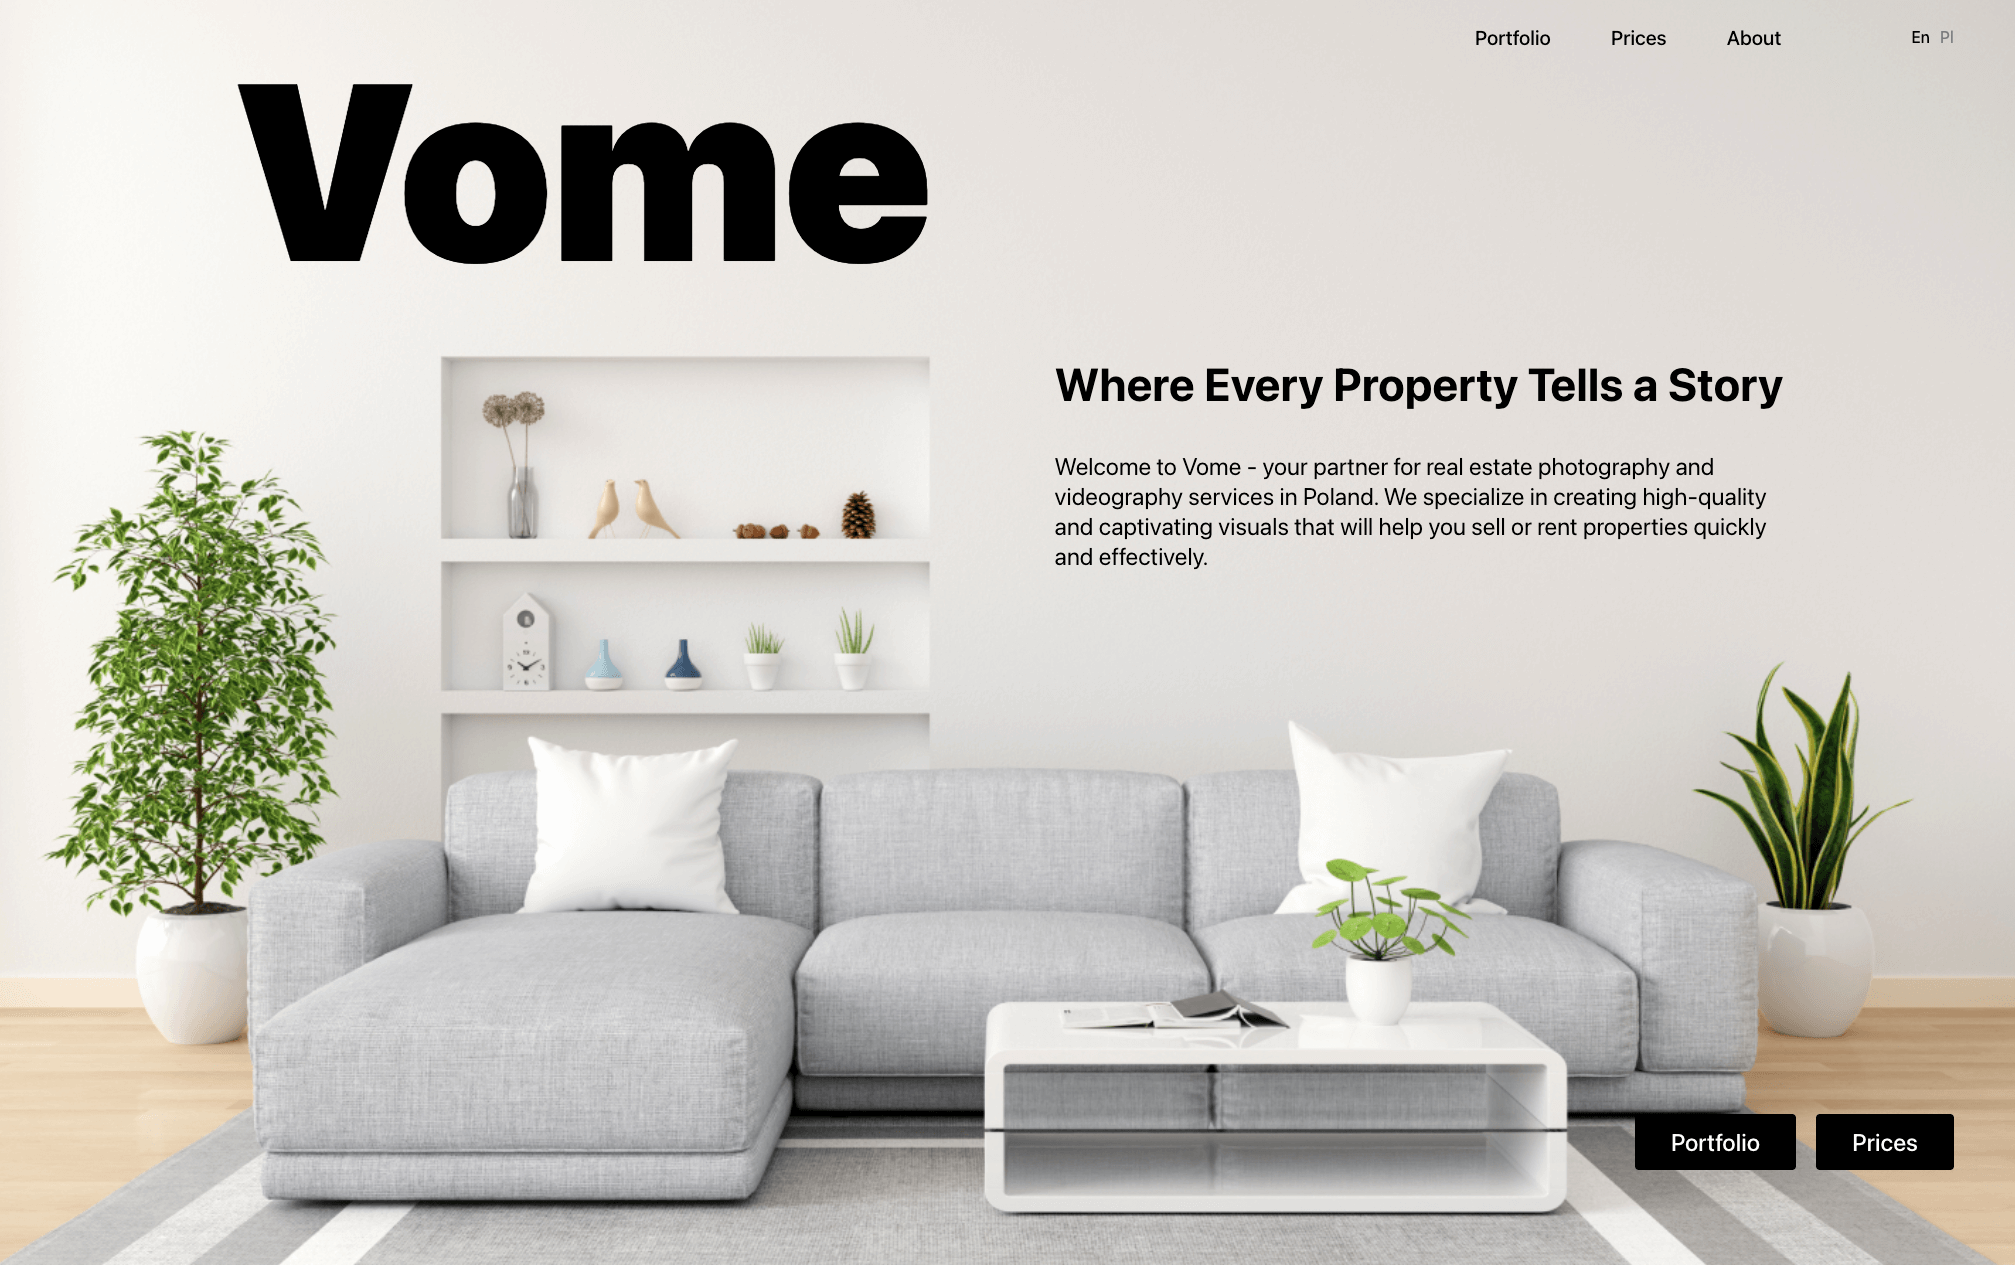 Portfolio Prices About En Pl
Vome
Where Every Property Tells a Story
Welcome to Vome - your partner for real estate photography and
videography services in Poland. We specialize in creating high-quality
and captivating visuals that will help you sell or rent properties quickly
and effectively.
Portfolio Prices